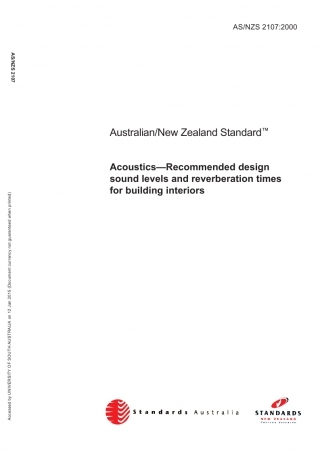 AS/NZS 2107:2000
AS/NZS 2107
Australian/New Zealand Standard™
Acoustics—Recommended design
sound levels and reverberation times
for building interiors
Accessed by UNIVERSITY OF SOUTH AUSTRALIA on 12 Jan 2015 (Document currency not guaranteed when printed)
Standards Australia
STANDARDS
NEW ZEALAND